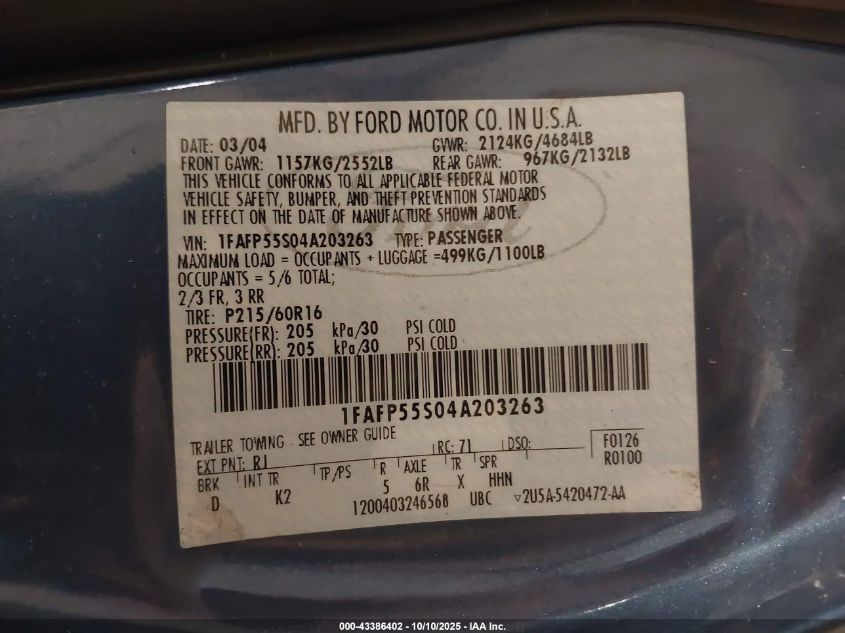 MFD. BY FORD MOTOR CO. IN U.S.A.
DATE: 03/04 GVWR: 2124KG/4684LB
FRONT GAWR: 1157KG/2552LB REAR GAWR: 967KG/2132LB
THIS VEHICLE CONFORMS TO ALL APPLICABLE FEDERAL MOTOR
VEHICLE SAFETY, BUMPER, AND THEFT PREVENTION STANDARDS
IN EFFECT ON THE DATE OF MANUFACTURE SHOWN ABOVE.
VIN: 1FAFP55S04A203263 TYPE: PASSENGER
MAXIMUM LOAD = OCCUPANTS + LUGGAGE =499KG/1100LB
OCCUPANTS = 5/6 TOTAL;
2/3 FR, 3 RR
TIRE: P215/60R16
PRESSURE(FR) 205 kPa/30 PSI COLD
PRESSURE(RR) 205 kPa/30 PSI COLD
1FAFP55S04A203263
TRAILER TOWING - SEE OWNER GUIDE
EXT PNT: RJ RC: 71 DSO: F0126
R0100
BRK INT TR TP/PS R AXLE TR SPR
D K2 5 6R X HHN
1200403246568 UBC ▽2U5A-5420472-AA
000-43386402 - 10/10/2025 - IAA Inc.